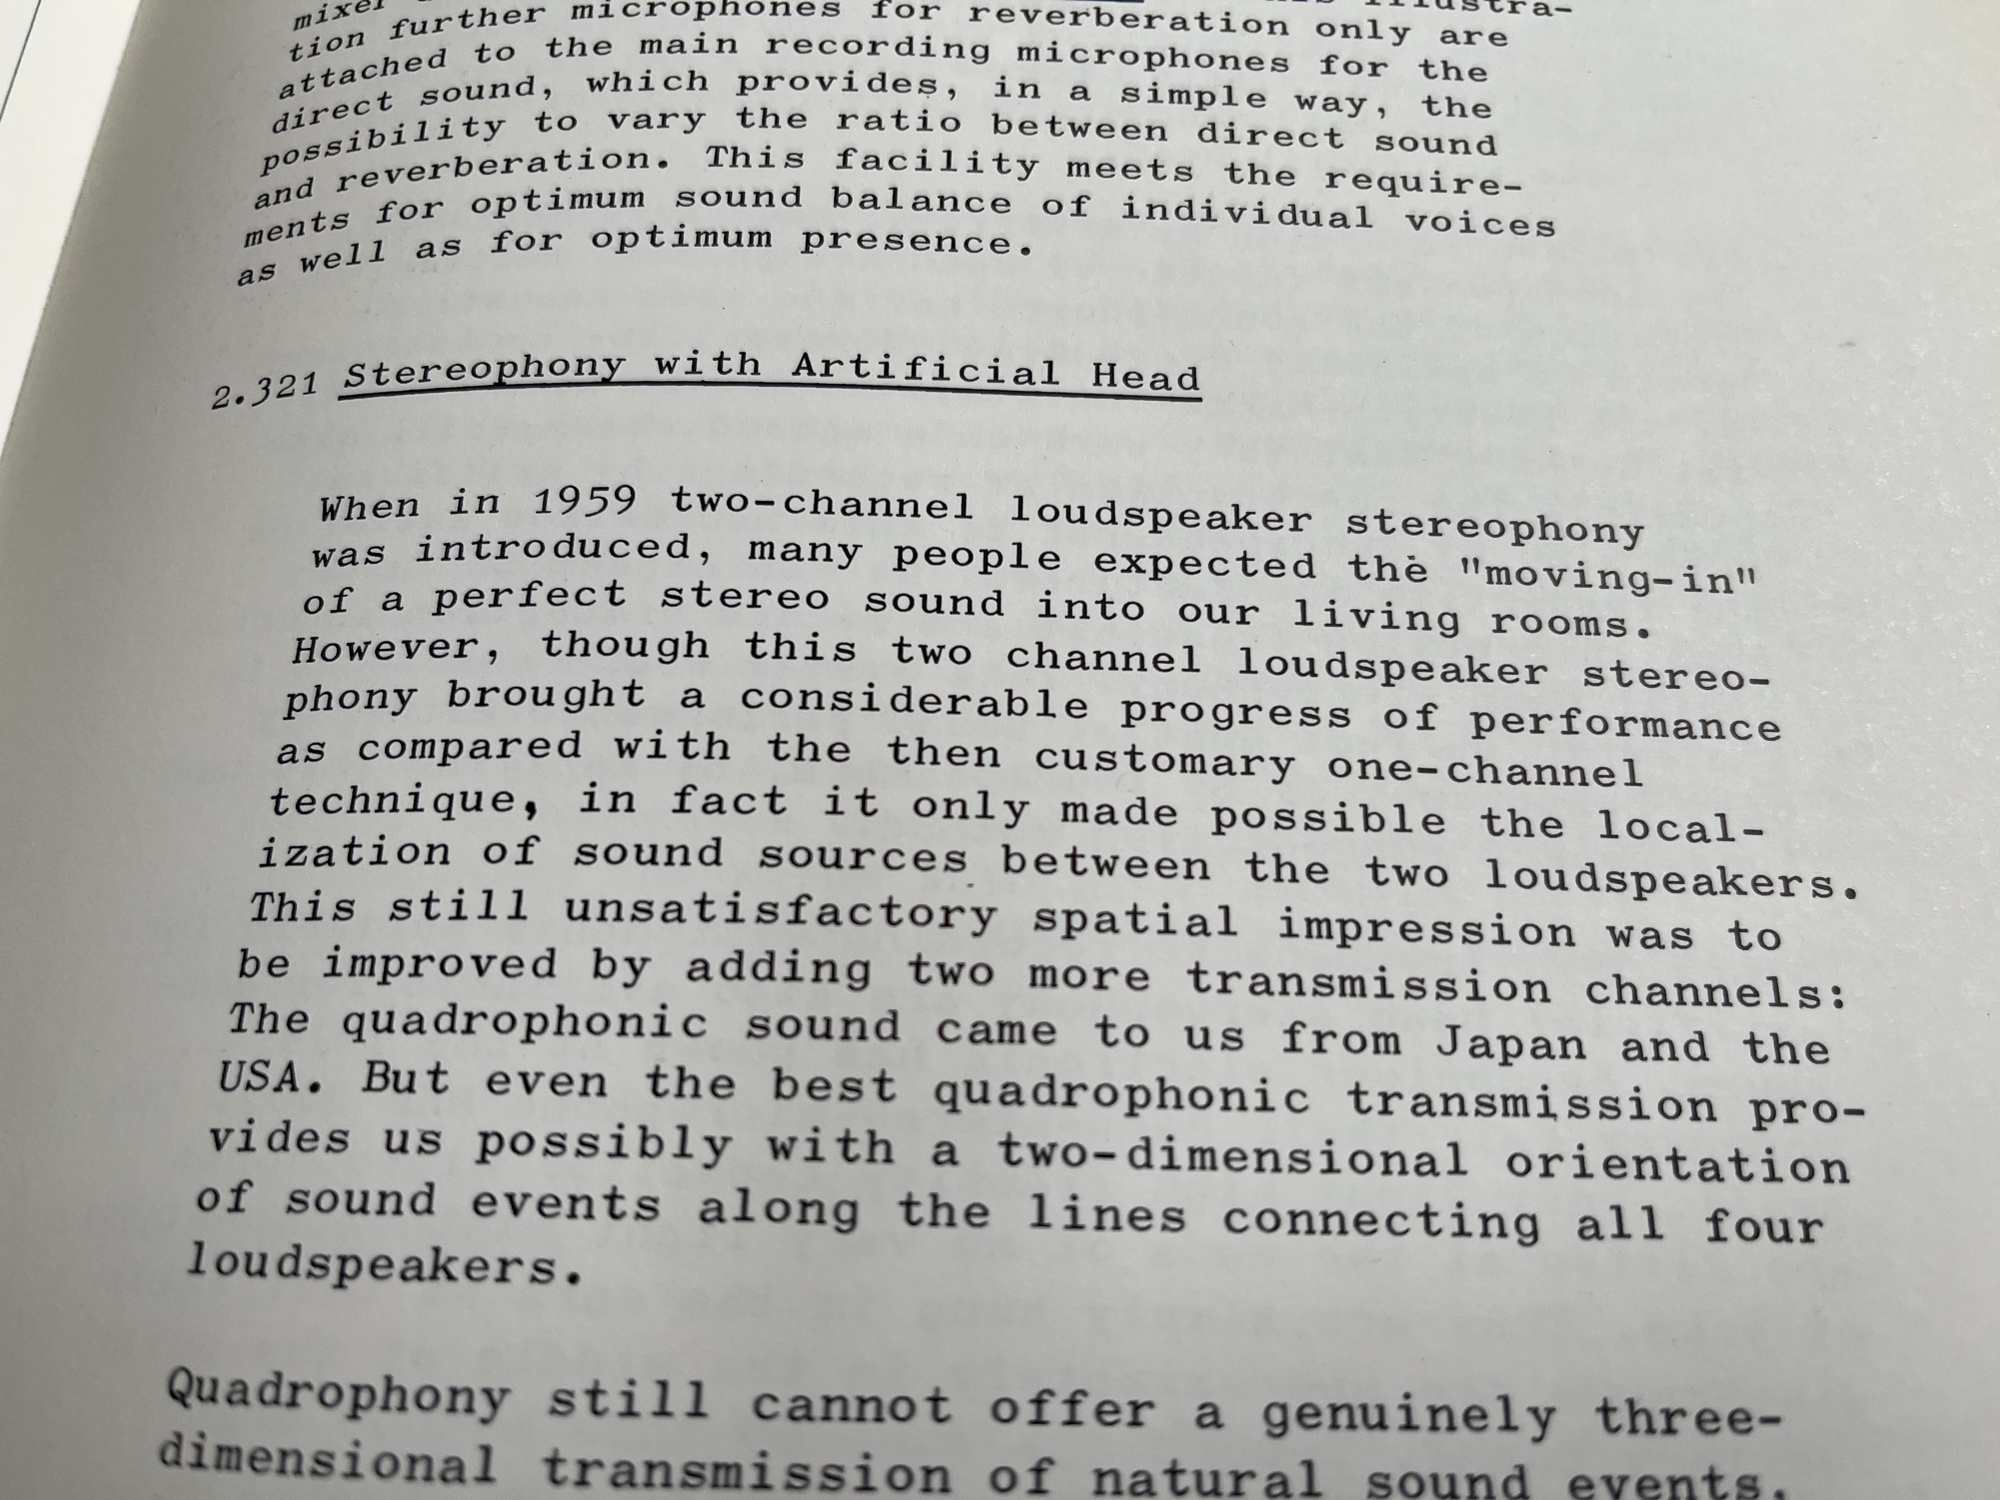 mixer
tion further microphones for reverberation only are
attached to the main recording microphones for the
direct sound, which provides, in a simple way, the
possibility to vary the ratio between direct sound
and reverberation. This facility meets the require-
ments for optimum sound balance of individual voices
as well as for optimum presence.
2.321 Stereophony with Artificial Head
When in 1959 two-channel loudspeaker stereophony
was introduced, many people expected the "moving-in"
of a perfect stereo sound into our living rooms.
However, though this two channel loudspeaker stereo-
phony brought a considerable progress of performance
as compared with the then customary one-channel
technique, in fact it only made possible the local-
ization of sound sources between the two loudspeakers.
This still unsatisfactory spatial impression was to
be improved by adding two more transmission channels:
The quadrophonic sound came to us from Japan and the
USA. But even the best quadrophonic transmission pro-
vides us possibly with a two-dimensional orientation
of sound events along the lines connecting all four
loudspeakers.
Quadrophony still cannot offer a genuinely three-
dimensional transmission of natural sound events.